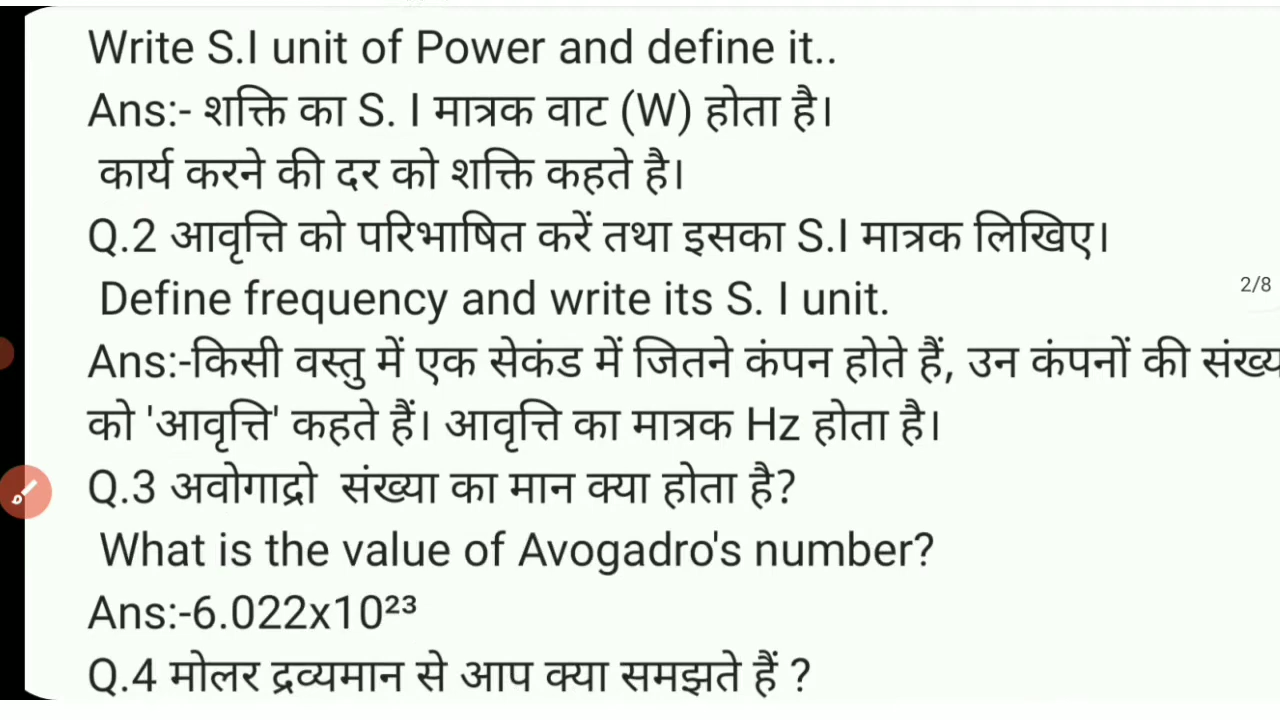 Write S.I unit of Power and define it..
Ans:- शक्ति का S. I मात्रक वाट (W) होता है।
कार्य करने की दर को शक्ति कहते है।
Q.2 आवृत्ति को परिभाषित करें तथा इसका S.I मात्रक लिखिए।
Define frequency and write its S. I unit.
2/8
Ans:-किसी वस्तु में एक सेकंड में जितने कंपन होते हैं, उन कंपनों की
को 'आवृत्ति' कहते हैं। आवृत्ति का मात्रक Hz होता है।
Q.3 अवोगाद्रो संख्या का मान क्या होता है?
What is the value of Avogadro's number?
Ans:-6.022x10²³
Q.4 मोलर द्रव्यमान से आप क्या समझते हैं ?